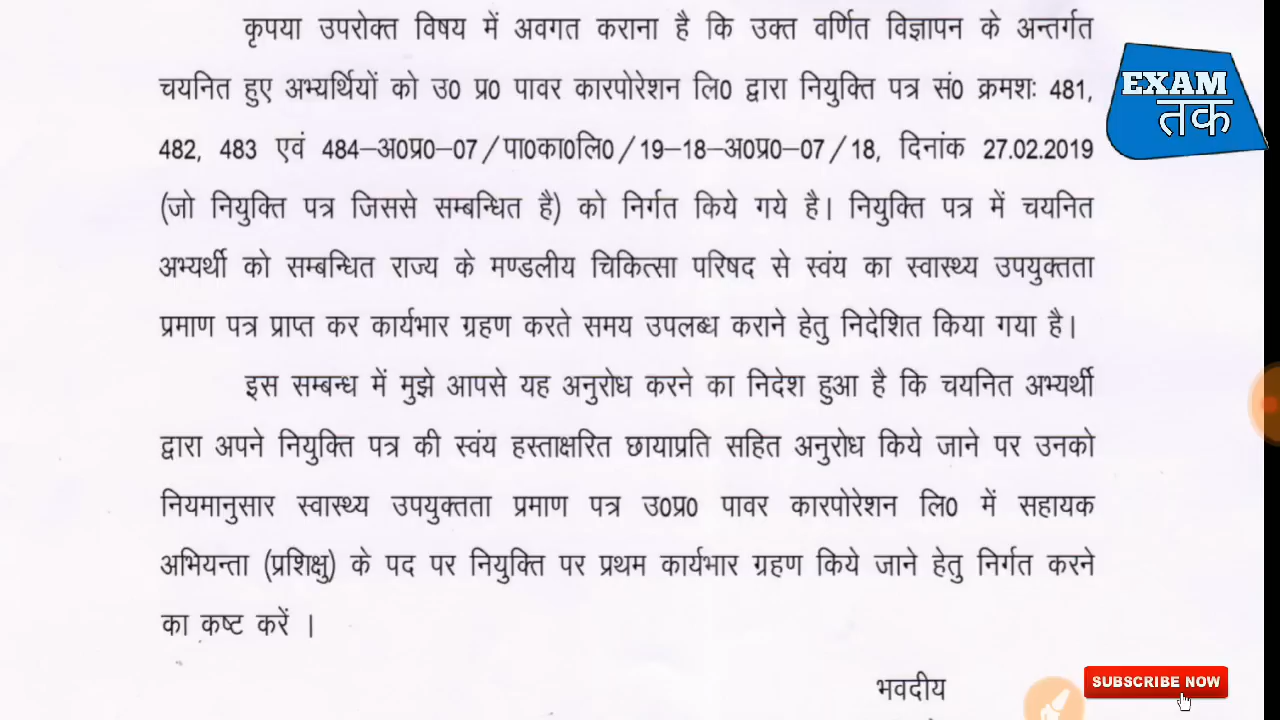 कृपया उपरोक्त विषय में अवगत कराना है कि उक्त वर्णित विज्ञापन के अन्तर्गत
चयनित हुए अभ्यर्थियों को उ0 प्र0 पावर कारपोरेशन लि0 द्वारा नियुक्ति पत्र सं0 क्रमशः 481,
482, 483 एवं 484–अ0प्र0–07/पा0का0लि0/19–18–अ0प्र0–07/18, दिनांक 27.02.2019
(जो नियुक्ति पत्र जिससे सम्बन्धित है) को निर्गत किये गये है। नियुक्ति पत्र में चयनित
अभ्यर्थी को सम्बन्धित राज्य के मण्डलीय चिकित्सा परिषद से स्वंय का स्वास्थ्य उपयुक्तता
प्रमाण पत्र प्राप्त कर कार्यभार ग्रहण करते समय उपलब्ध कराने हेतु निदेशित किया गया है।
इस सम्बन्ध में मुझे आपसे यह अनुरोध करने का निदेश हुआ है कि चयनित अभ्यर्थी
द्वारा अपने नियुक्ति पत्र की स्वंय हस्ताक्षरित छायाप्रति सहित अनुरोध किये जाने पर उनको
नियमानुसार स्वास्थ्य उपयुक्तता प्रमाण पत्र उ0प्र0 पावर कारपोरेशन लि0 में सहायक
अभियन्ता (प्रशिक्षु) के पद पर नियुक्ति पर प्रथम कार्यभार ग्रहण किये जाने हेतु निर्गत करने
का कष्ट करें ।
भवदीय
EXAM
तक
SUBSCRIBE NOW